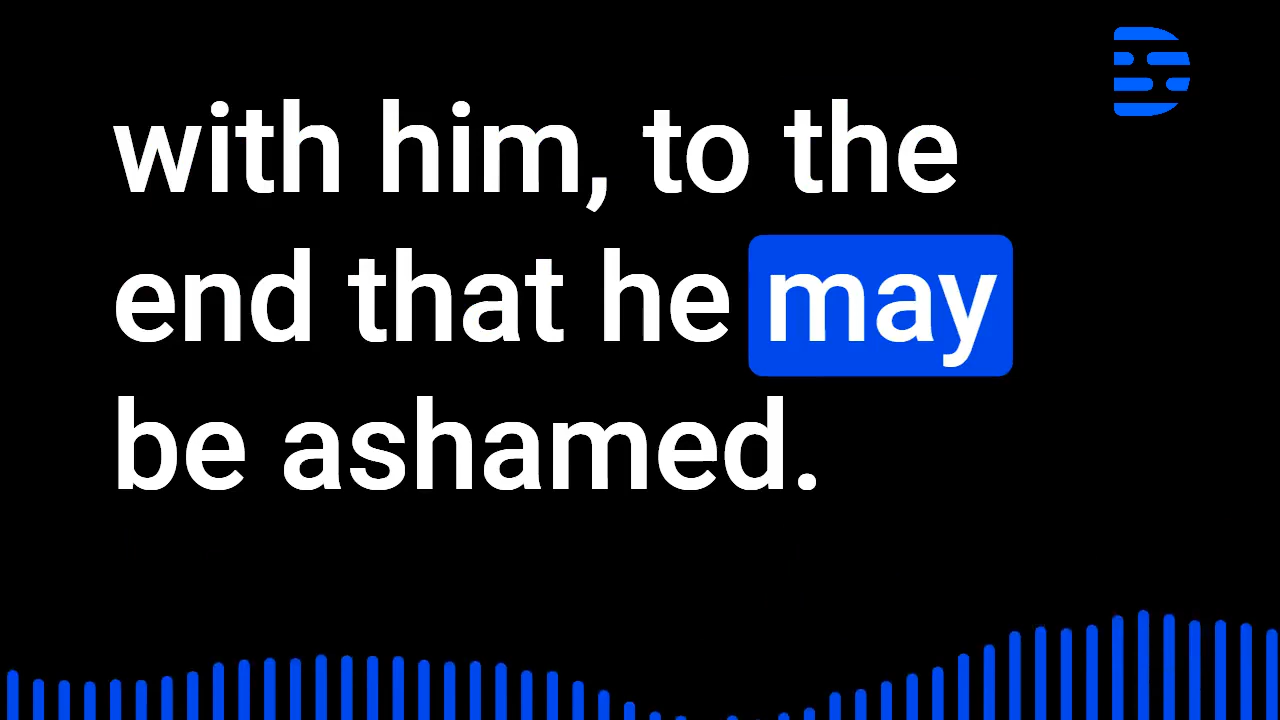 with him, to the
end that he may
be ashamed.